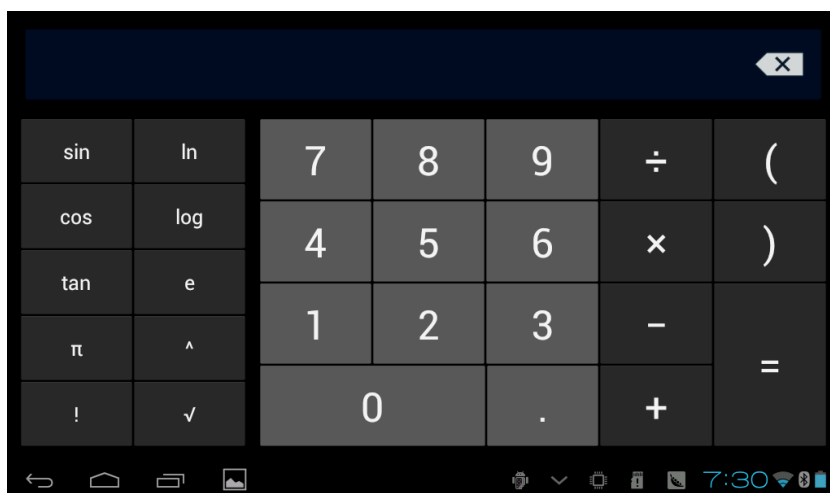 sin ln 7 8 9 ÷ (
cos log 4 5 6 × )
tan e 1 2 3 −
π ^ =
! √ 0 . +
7:30